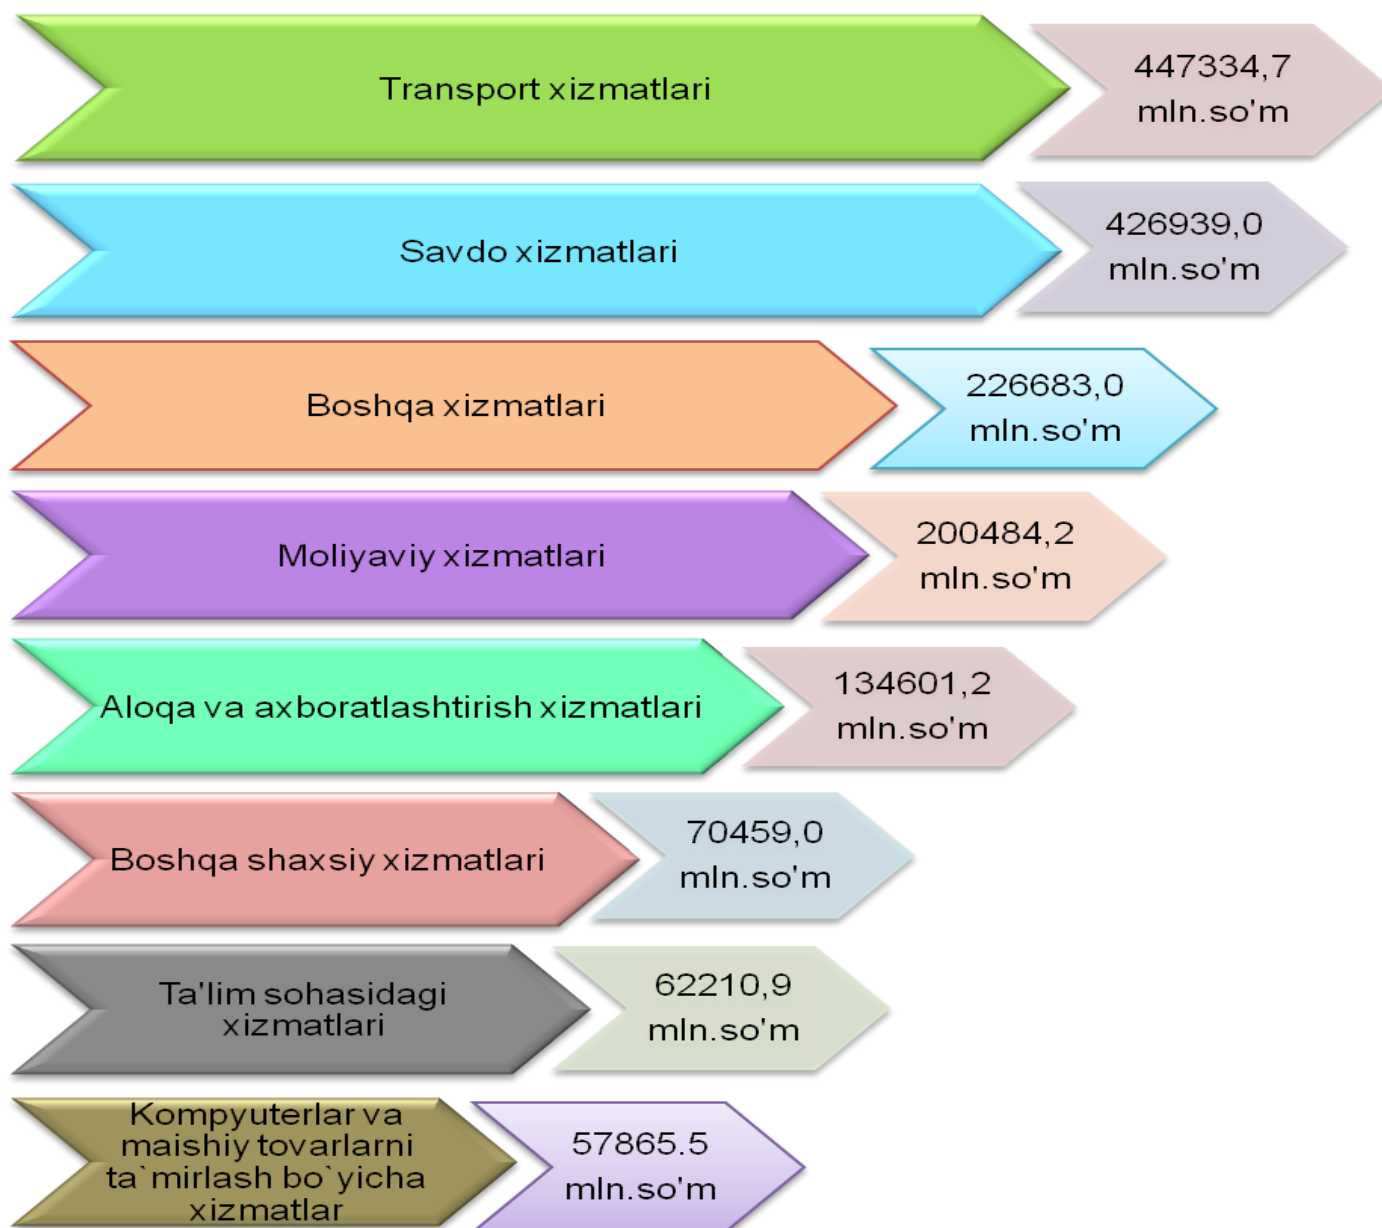 Transport xizmatlari
447334,7
mln.so'm
Savdo xizmatlari
426939,0
mln.so'm
Boshqa xizmatlari
226683,0
mln.so'm
Moliyaviy xizmatlari
200484,2
mln.so'm
Aloqa va axboratlashtirish xizmatlari
134601,2
mln.so'm
Boshqa shaxsiy xizmatlari
70459,0
mln.so'm
Ta'lim sohasidagi
xizmatlari
62210,9
mln.so'm
Kompyuterlar va
maishiy tovarlarni
ta`mirlash bo`yicha
xizmatlar
57865.5
mln.so'm